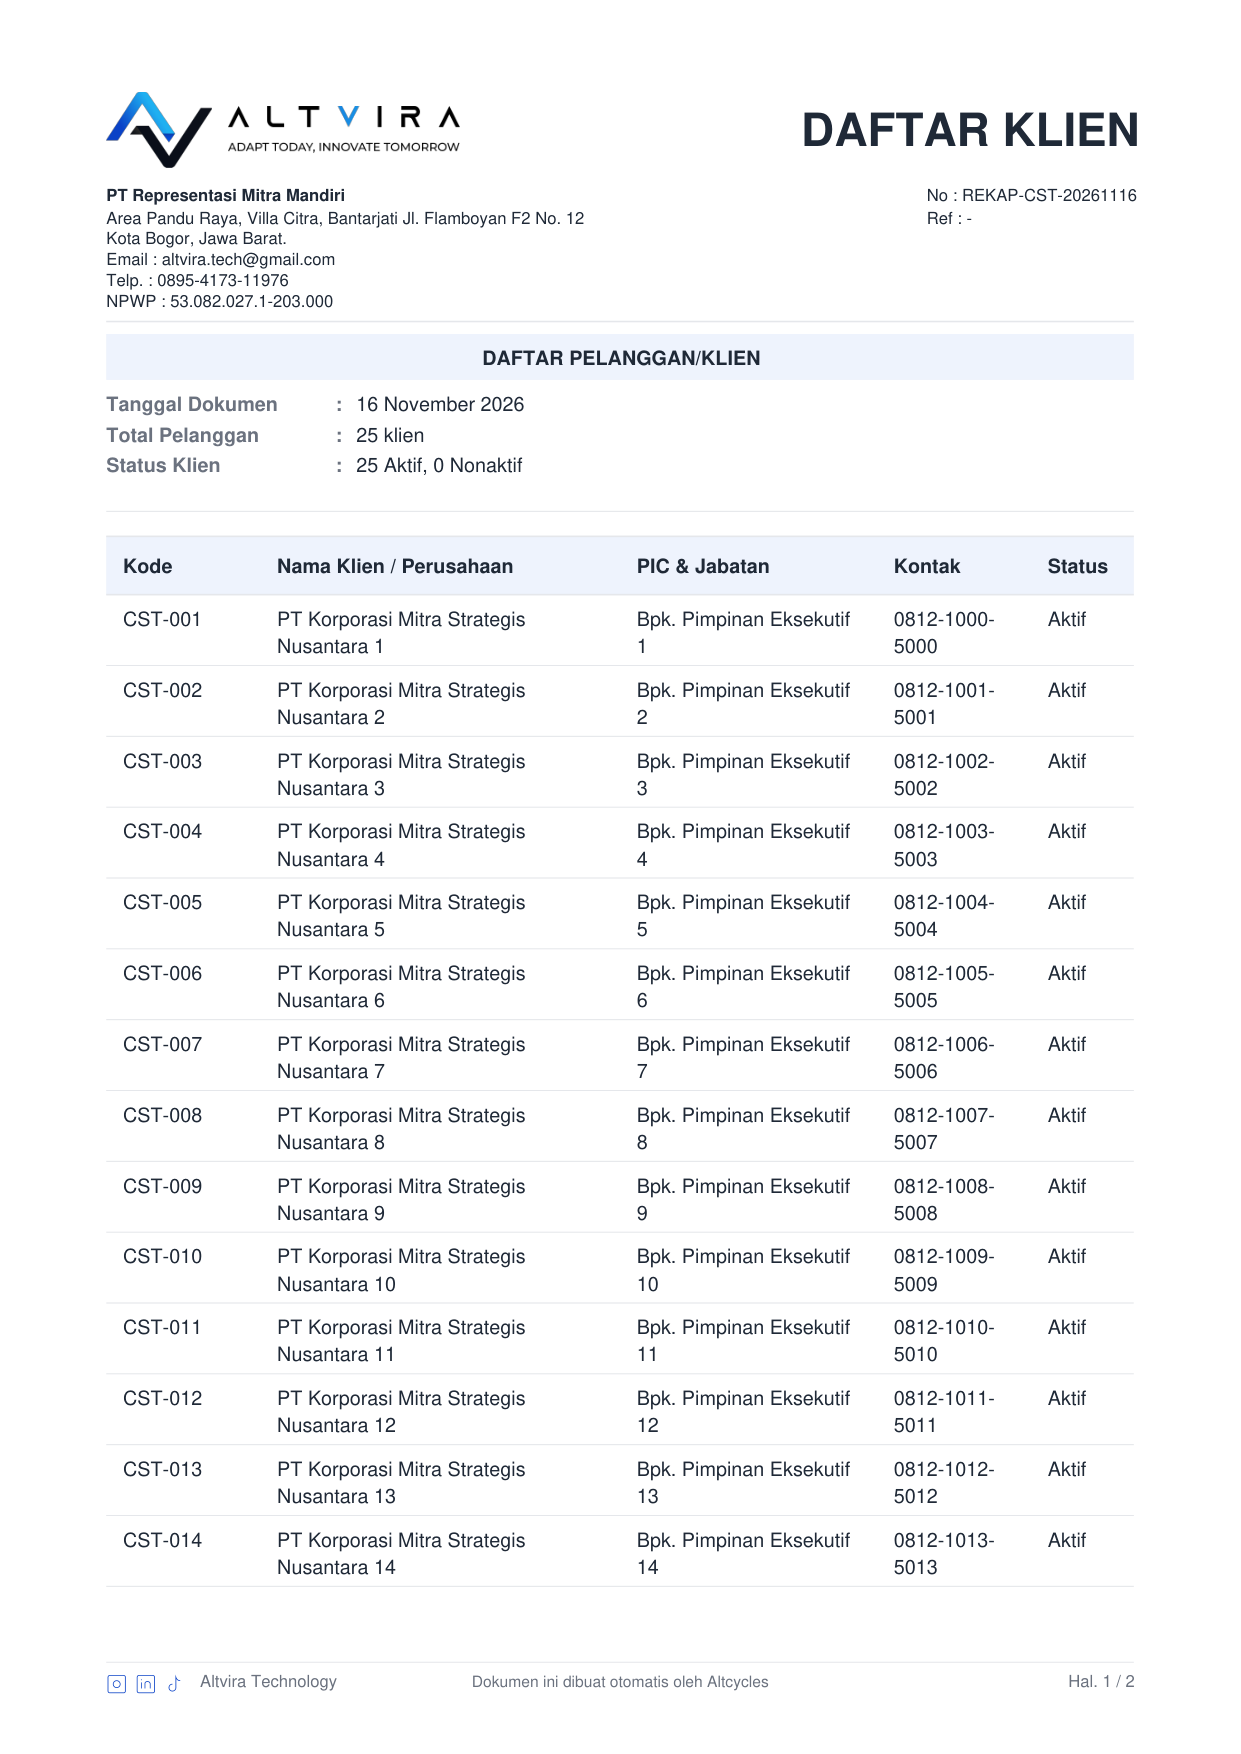 ALTVIRA
ADAPT TODAY, INNOVATE TOMORROW
DAFTAR KLIEN
PT Representasi Mitra Mandiri
Area Pandu Raya, Villa Citra, Bantarjati Jl. Flamboyan F2 No. 12
Kota Bogor, Jawa Barat.
Email : altvira.tech@gmail.com
Telp. : 0895-4173-11976
NPWP : 53.082.027.1-203.000
No : REKAP-CST-20261116
Ref : -
DAFTAR PELANGGAN/KLIEN
Tanggal Dokumen : 16 November 2026
Total Pelanggan : 25 klien
Status Klien : 25 Aktif, 0 Nonaktif
Kode Nama Klien / Perusahaan PIC & Jabatan Kontak Status
CST-001 PT Korporasi Mitra Strategis Bpk. Pimpinan Eksekutif 0812-1000- Aktif
Nusantara 1 1 5000
CST-002 PT Korporasi Mitra Strategis Bpk. Pimpinan Eksekutif 0812-1001- Aktif
Nusantara 2 2 5001
CST-003 PT Korporasi Mitra Strategis Bpk. Pimpinan Eksekutif 0812-1002- Aktif
Nusantara 3 3 5002
CST-004 PT Korporasi Mitra Strategis Bpk. Pimpinan Eksekutif 0812-1003- Aktif
Nusantara 4 4 5003
CST-005 PT Korporasi Mitra Strategis Bpk. Pimpinan Eksekutif 0812-1004- Aktif
Nusantara 5 5 5004
CST-006 PT Korporasi Mitra Strategis Bpk. Pimpinan Eksekutif 0812-1005- Aktif
Nusantara 6 6 5005
CST-007 PT Korporasi Mitra Strategis Bpk. Pimpinan Eksekutif 0812-1006- Aktif
Nusantara 7 7 5006
CST-008 PT Korporasi Mitra Strategis Bpk. Pimpinan Eksekutif 0812-1007- Aktif
Nusantara 8 8 5007
CST-009 PT Korporasi Mitra Strategis Bpk. Pimpinan Eksekutif 0812-1008- Aktif
Nusantara 9 9 5008
CST-010 PT Korporasi Mitra Strategis Bpk. Pimpinan Eksekutif 0812-1009- Aktif
Nusantara 10 10 5009
CST-011 PT Korporasi Mitra Strategis Bpk. Pimpinan Eksekutif 0812-1010- Aktif
Nusantara 11 11 5010
CST-012 PT Korporasi Mitra Strategis Bpk. Pimpinan Eksekutif 0812-1011- Aktif
Nusantara 12 12 5011
CST-013 PT Korporasi Mitra Strategis Bpk. Pimpinan Eksekutif 0812-1012- Aktif
Nusantara 13 13 5012
CST-014 PT Korporasi Mitra Strategis Bpk. Pimpinan Eksekutif 0812-1013- Aktif
Nusantara 14 14 5013
Altvira Technology Dokumen ini dibuat otomatis oleh Altcycles Hal. 1 / 2